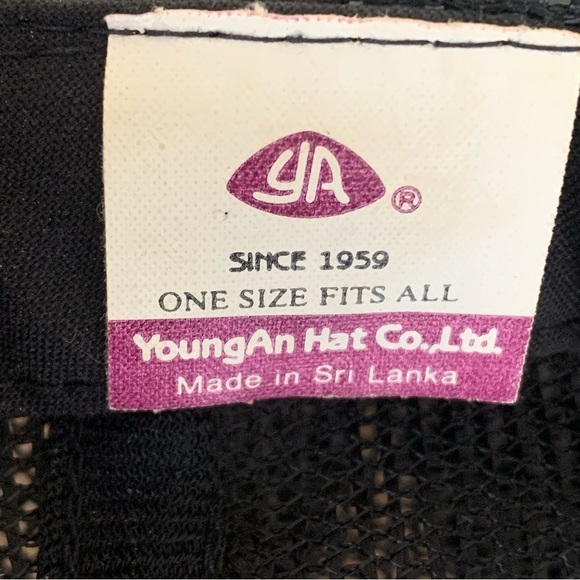 YA ®
SINCE 1959
ONE SIZE FITS ALL
YoungAn Hat Co.,Ltd.
Made in Sri Lanka